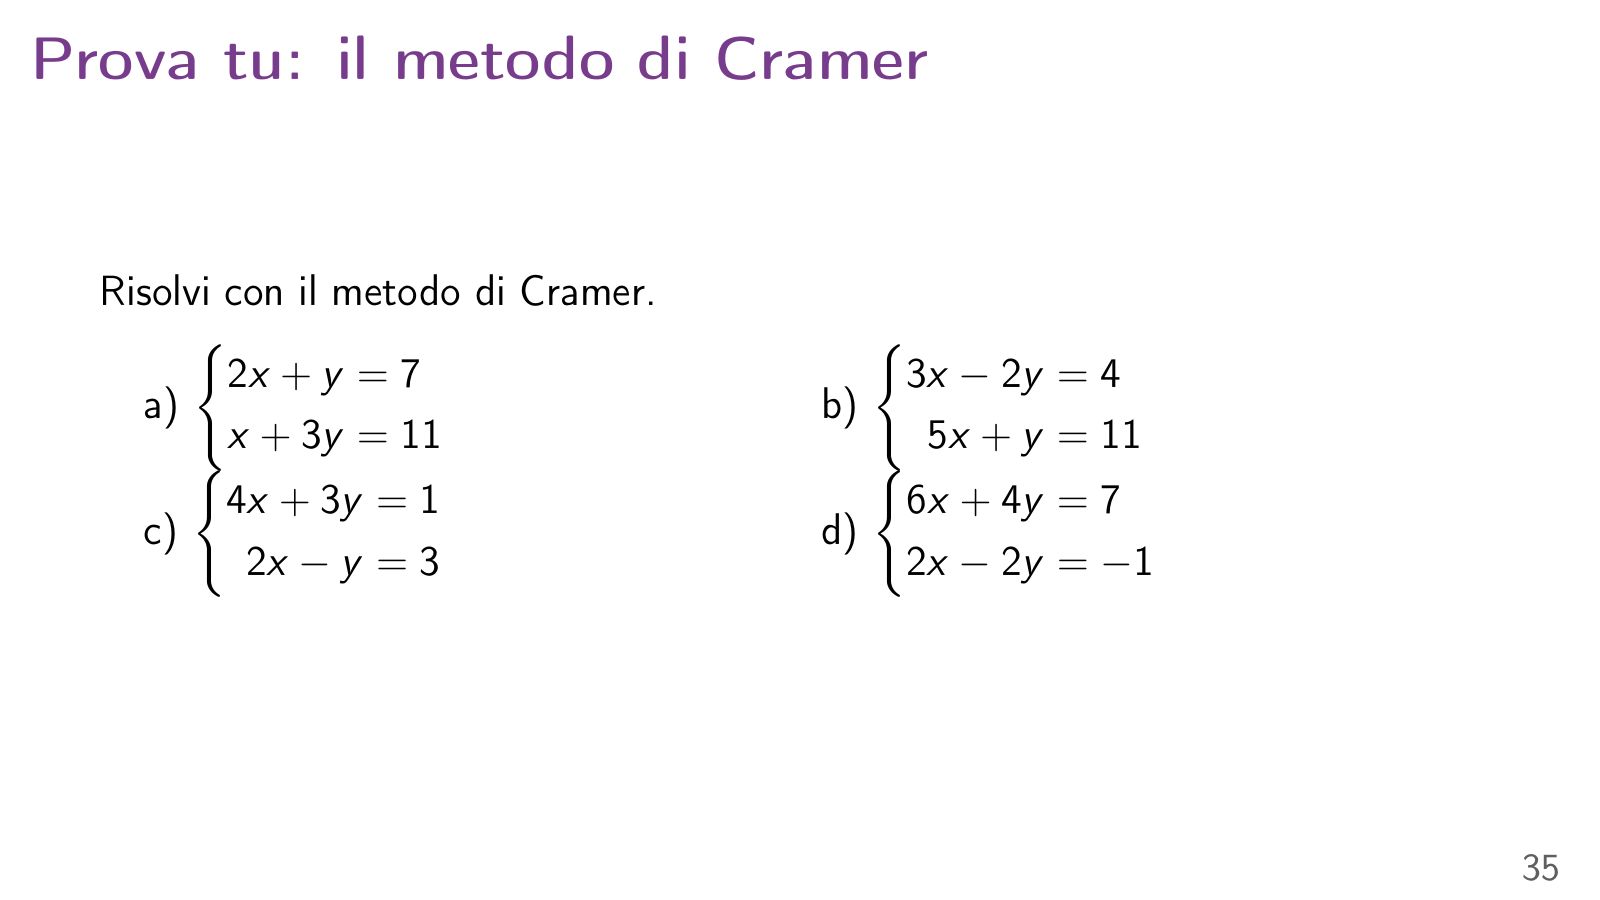 Prova tu: il metodo di Cramer
Risolvi con il metodo di Cramer.
a) {2x + y = 7
x + 3y = 11
b) {3x − 2y = 4
5x + y = 11
c) {4x + 3y = 1
2x − y = 3
d) {6x + 4y = 7
2x − 2y = −1
35